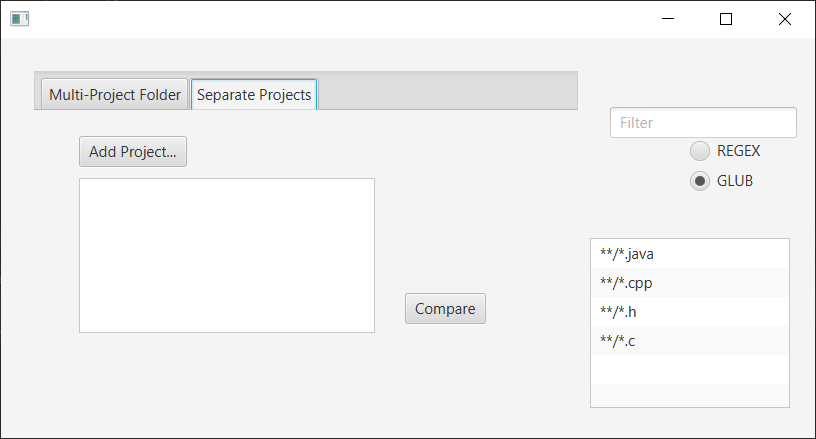 Multi-Project Folder
Separate Projects
Filter
Add Project...
REGEX
GLUB
**/*.java
**/*.cpp
**/*.h
**/*.c
Compare